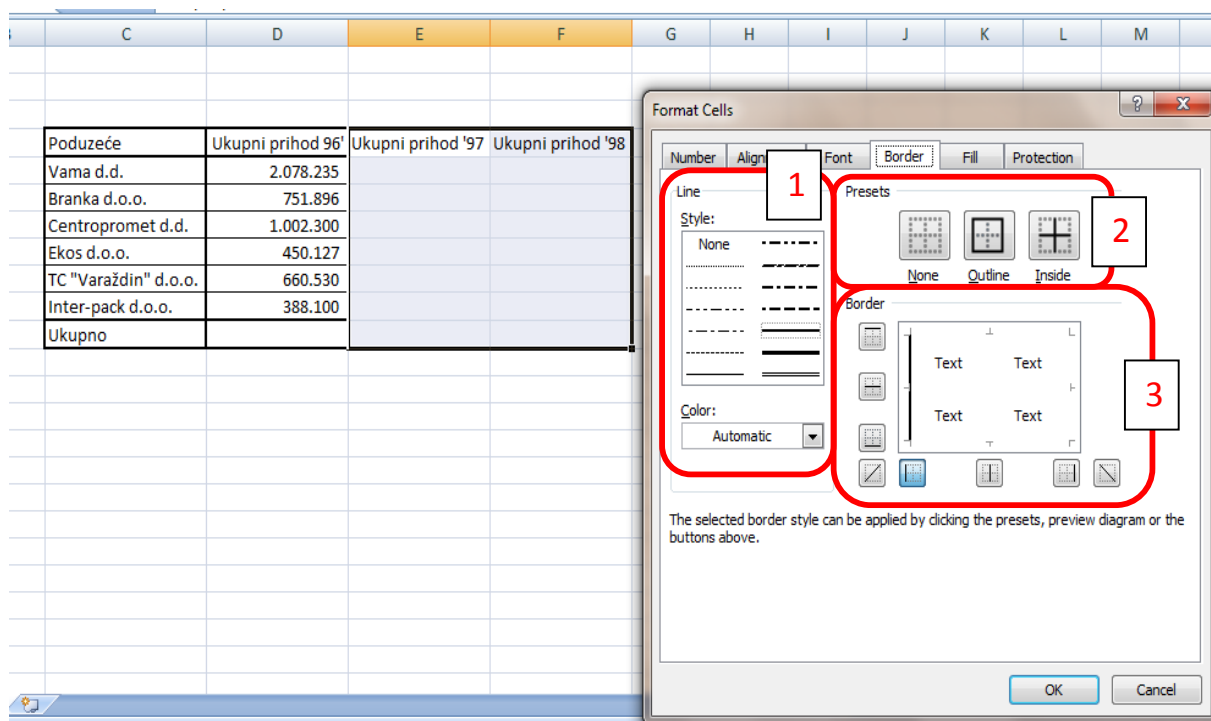 C D E F G H I J K L M
Poduzeće Ukupni prihod 96' Ukupni prihod '97 Ukupni prihod '98
Vama d.d. 2.078.235
Branka d.o.o. 751.896
Centropromet d.d. 1.002.300
Ekos d.o.o. 450.127
TC "Varaždin" d.o.o. 660.530
Inter-pack d.o.o. 388.100
Ukupno
Format Cells
Number Font Border Fill Protection
1
Line
Style:
None
Color:
Automatic
Presets
2
None Outline Inside
Border
Text Text
Text Text
3
The selected border style can be applied by clicking the presets, preview diagram or the
buttons above.
OK Cancel